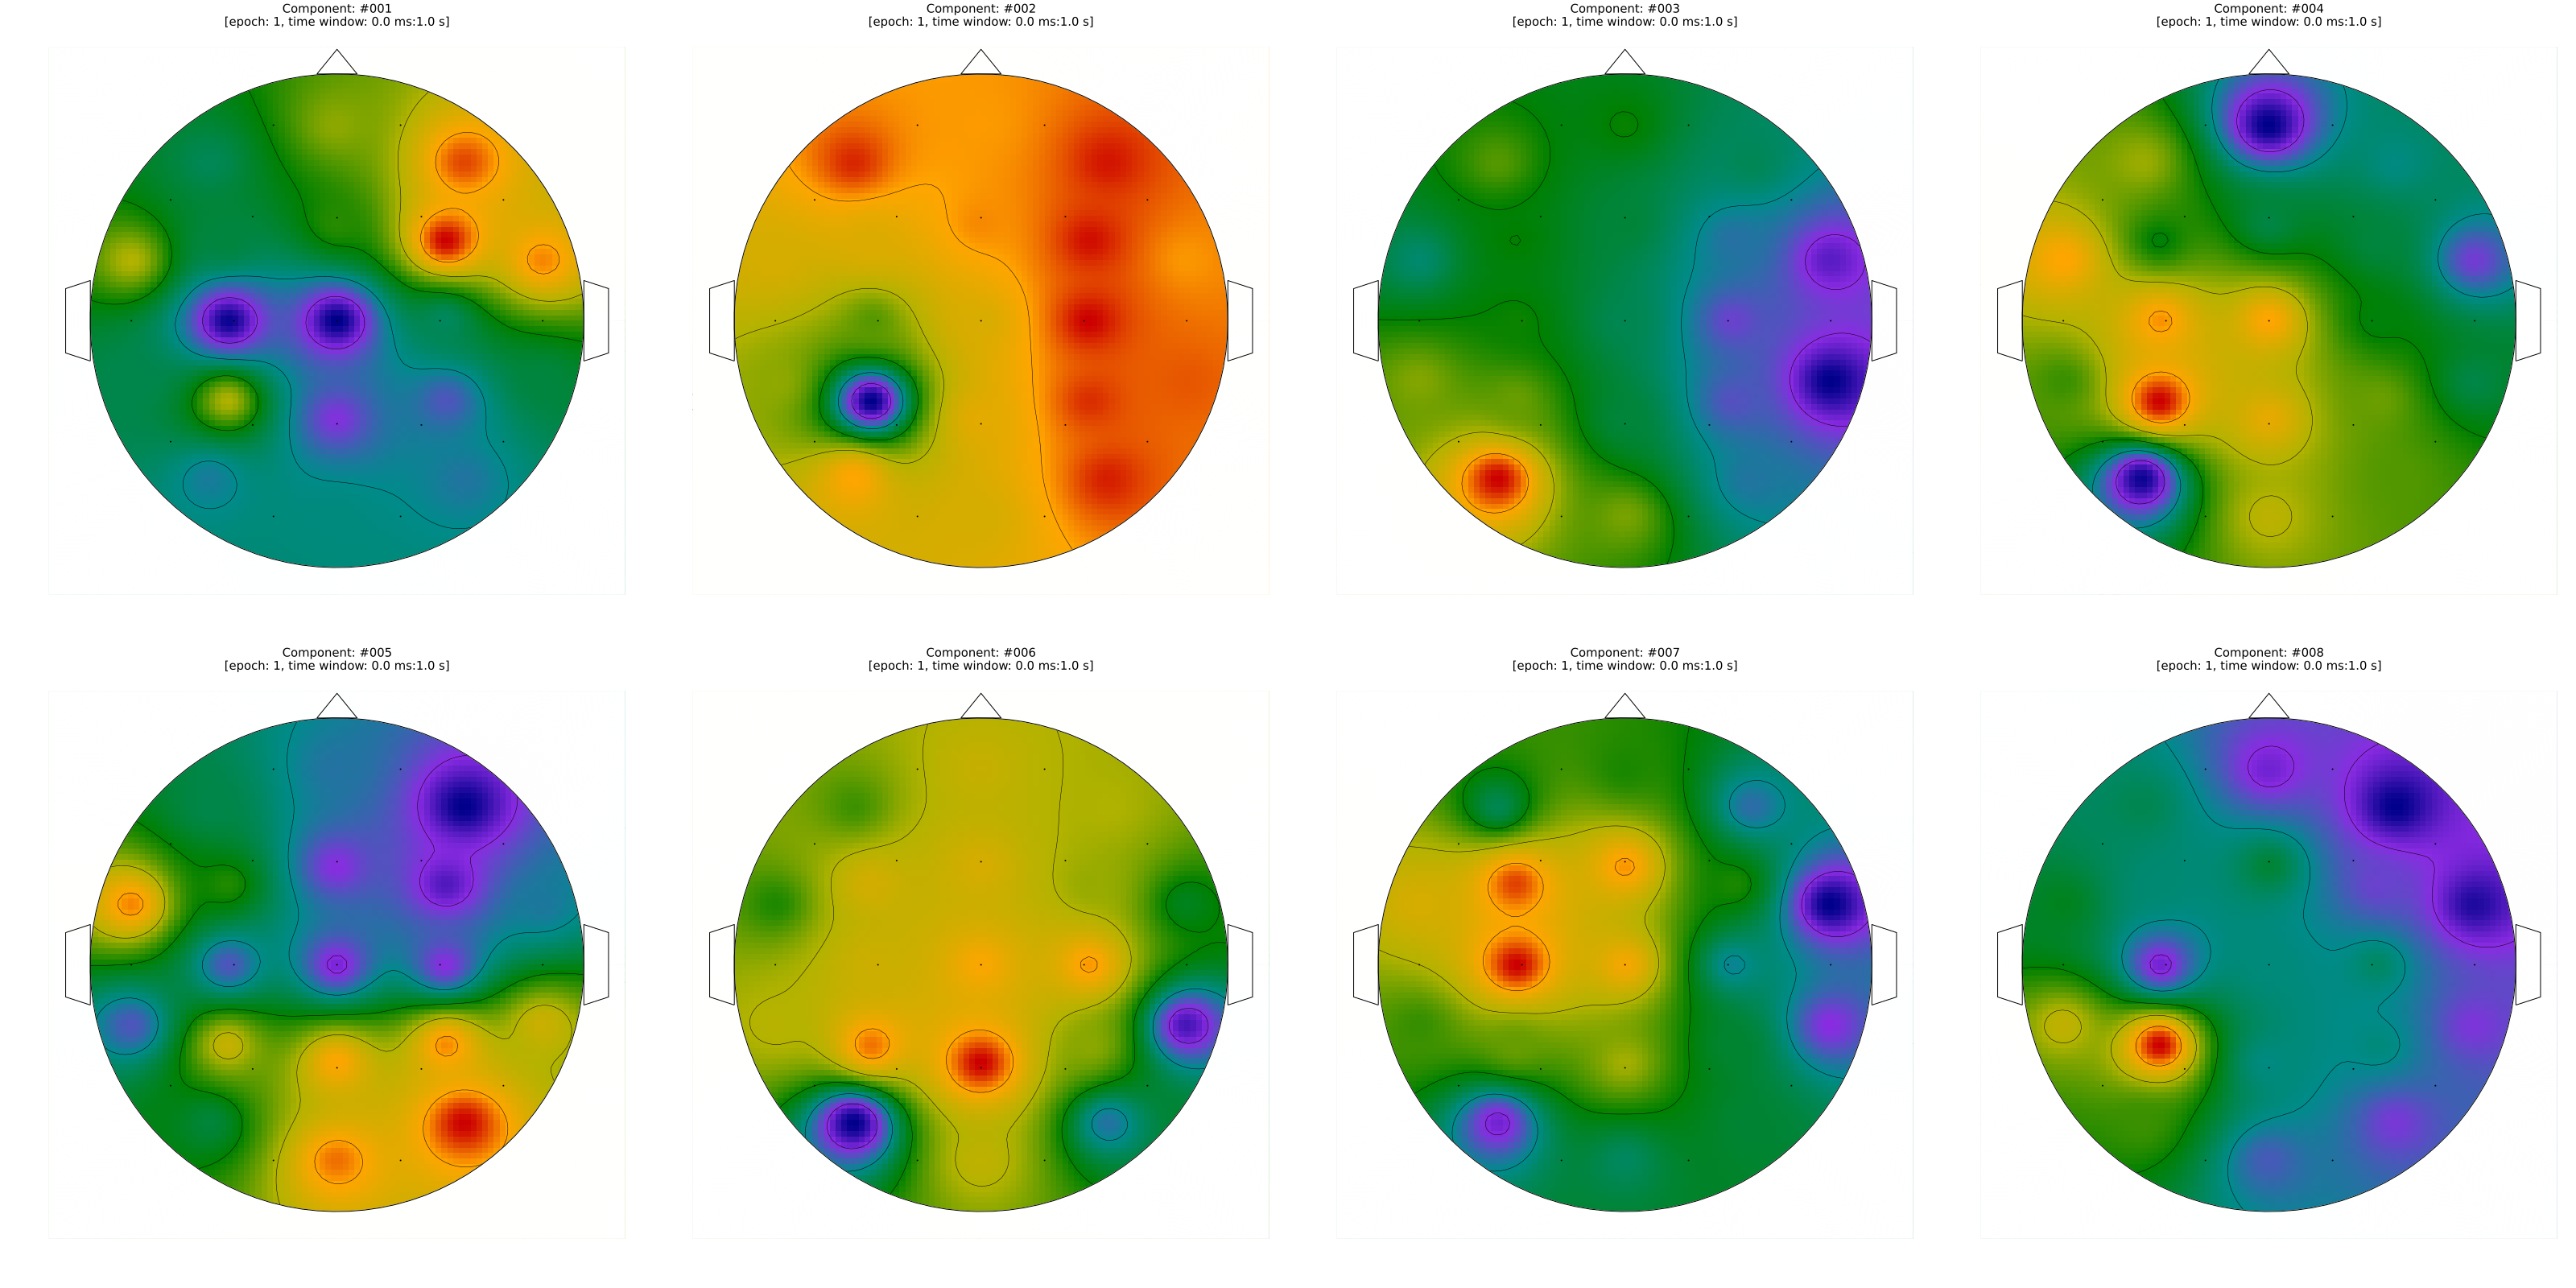 Component: #001
[epoch: 1, time window: 0.0 ms:1.0 s]
Component: #002
[epoch: 1, time window: 0.0 ms:1.0 s]
Component: #003
[epoch: 1, time window: 0.0 ms:1.0 s]
Component: #004
[epoch: 1, time window: 0.0 ms:1.0 s]
Component: #005
[epoch: 1, time window: 0.0 ms:1.0 s]
Component: #006
[epoch: 1, time window: 0.0 ms:1.0 s]
Component: #007
[epoch: 1, time window: 0.0 ms:1.0 s]
Component: #008
[epoch: 1, time window: 0.0 ms:1.0 s]